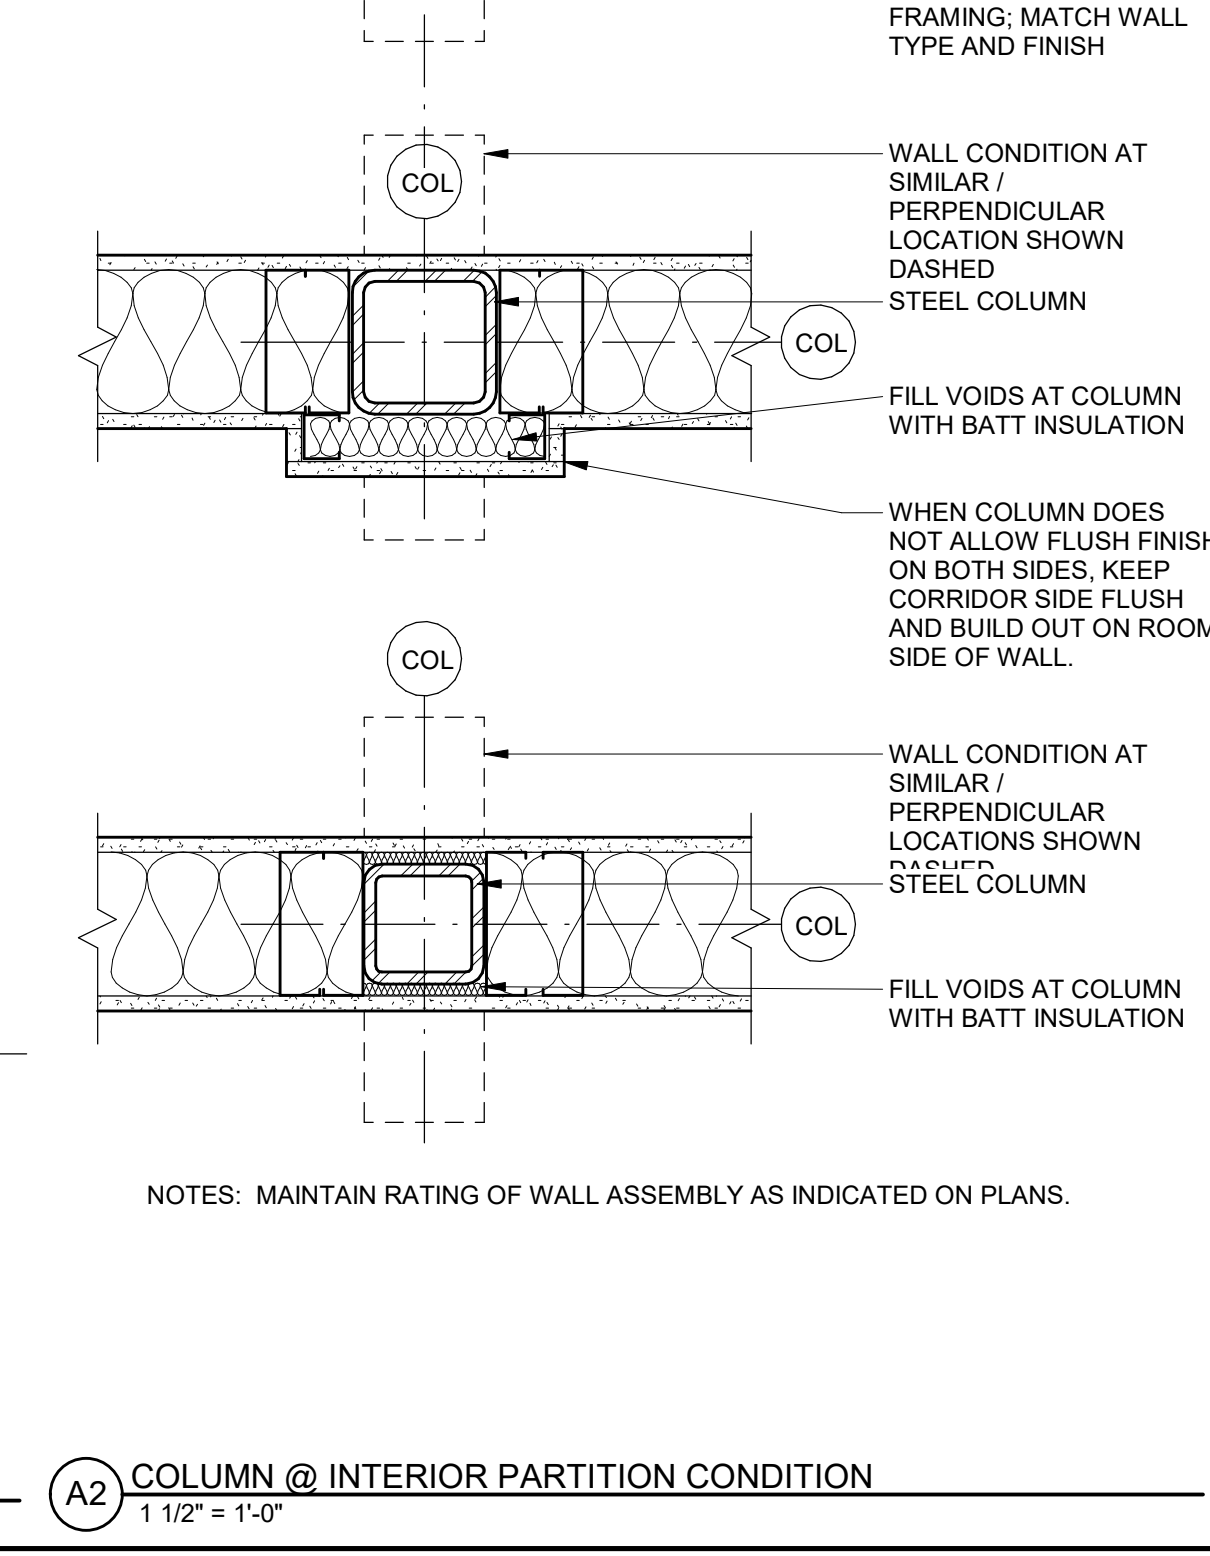 FRAMING; MATCH WALL
TYPE AND FINISH
WALL CONDITION AT
SIMILAR /
PERPENDICULAR
LOCATION SHOWN
DASHED
COL
STEEL COLUMN
COL
FILL VOIDS AT COLUMN
WITH BATT INSULATION
WHEN COLUMN DOES
NOT ALLOW FLUSH FINISH
ON BOTH SIDES, KEEP
CORRIDOR SIDE FLUSH
AND BUILD OUT ON ROOM
SIDE OF WALL.
COL
WALL CONDITION AT
SIMILAR /
PERPENDICULAR
LOCATIONS SHOWN
DASHED
STEEL COLUMN
COL
FILL VOIDS AT COLUMN
WITH BATT INSULATION
NOTES: MAINTAIN RATING OF WALL ASSEMBLY AS INDICATED ON PLANS.
A2 COLUMN @ INTERIOR PARTITION CONDITION
1 1/2" = 1'-0"